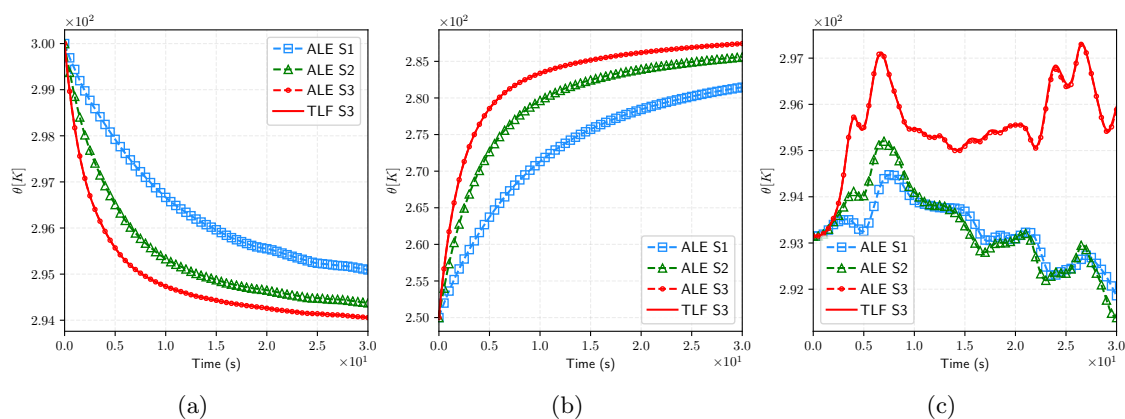 ×10²
3.00
2.99
2.98
2.97
2.96
2.95
2.94
θ[K]
0.0 0.5 1.0 1.5 2.0 2.5 3.0
Time (s)
×10¹
ALE S1
ALE S2
ALE S3
TLF S3
(a)
×10²
2.85
2.80
2.75
2.70
2.65
2.60
2.55
2.50
θ[K]
0.0 0.5 1.0 1.5 2.0 2.5 3.0
Time (s)
×10¹
ALE S1
ALE S2
ALE S3
TLF S3
(b)
×10²
2.97
2.96
2.95
2.94
2.93
2.92
θ[K]
0.0 0.5 1.0 1.5 2.0 2.5 3.0
Time (s)
×10¹
ALE S1
ALE S2
ALE S3
TLF S3
(c)